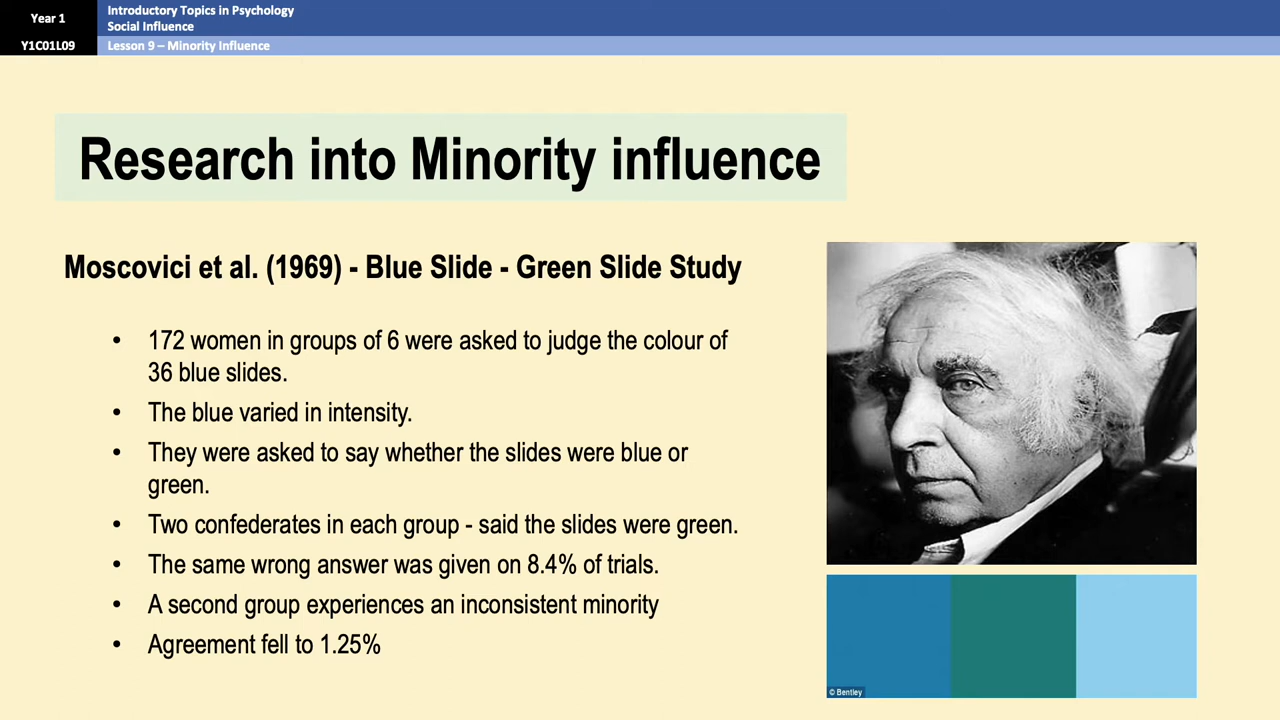 Year 1
Introductory Topics in Psychology
Social Influence
Y1C01L09
Lesson 9 – Minority Influence
Research into Minority influence
Moscovici et al. (1969) - Blue Slide - Green Slide Study
• 172 women in groups of 6 were asked to judge the colour of
36 blue slides.
• The blue varied in intensity.
• They were asked to say whether the slides were blue or
green.
• Two confederates in each group - said the slides were green.
• The same wrong answer was given on 8.4% of trials.
• A second group experiences an inconsistent minority
• Agreement fell to 1.25%
© Bentley